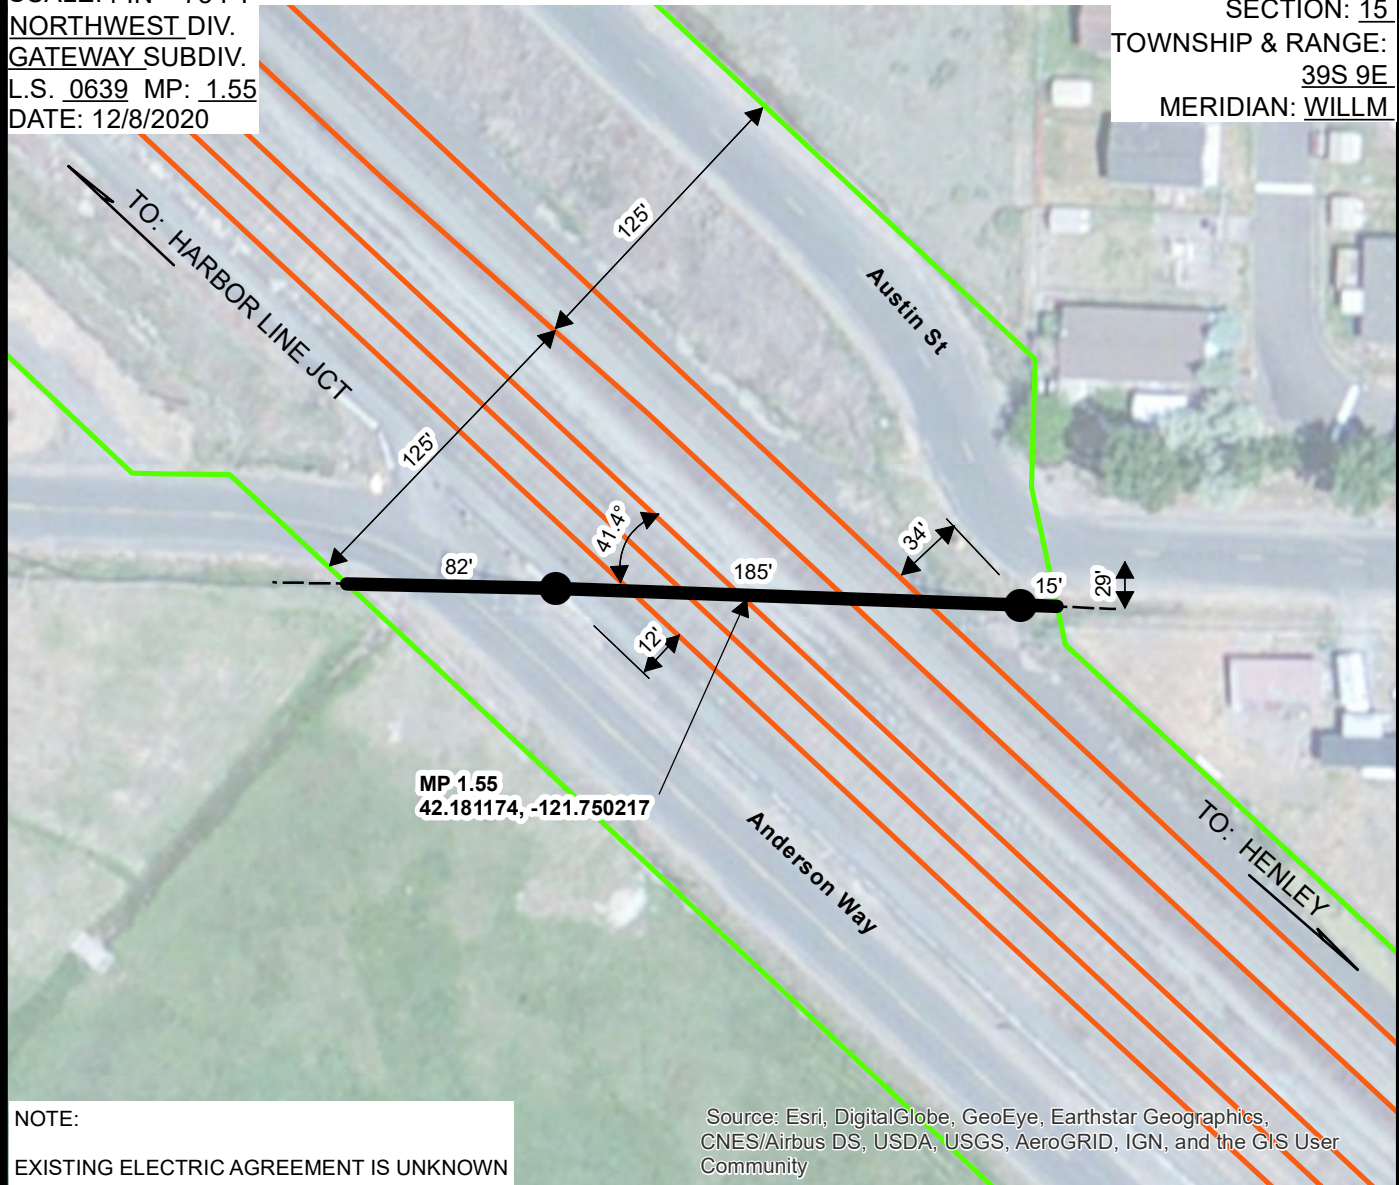 NORTHWEST DIV.
GATEWAY SUBDIV.
L.S. 0639 MP: 1.55
DATE: 12/8/2020
SECTION: 15
TOWNSHIP & RANGE:
39S 9E
MERIDIAN: WILLM
TO: HARBOR LINE JCT
125'
Austin St
125'
41.4°
34'
82'
185'
15'
29'
12'
MP 1.55
42.181174, -121.750217
Anderson Way
TO: HENLEY
NOTE:
EXISTING ELECTRIC AGREEMENT IS UNKNOWN
Source: Esri, DigitalGlobe, GeoEye, Earthstar Geographics,
CNES/Airbus DS, USDA, USGS, AeroGRID, IGN, and the GIS User
Community